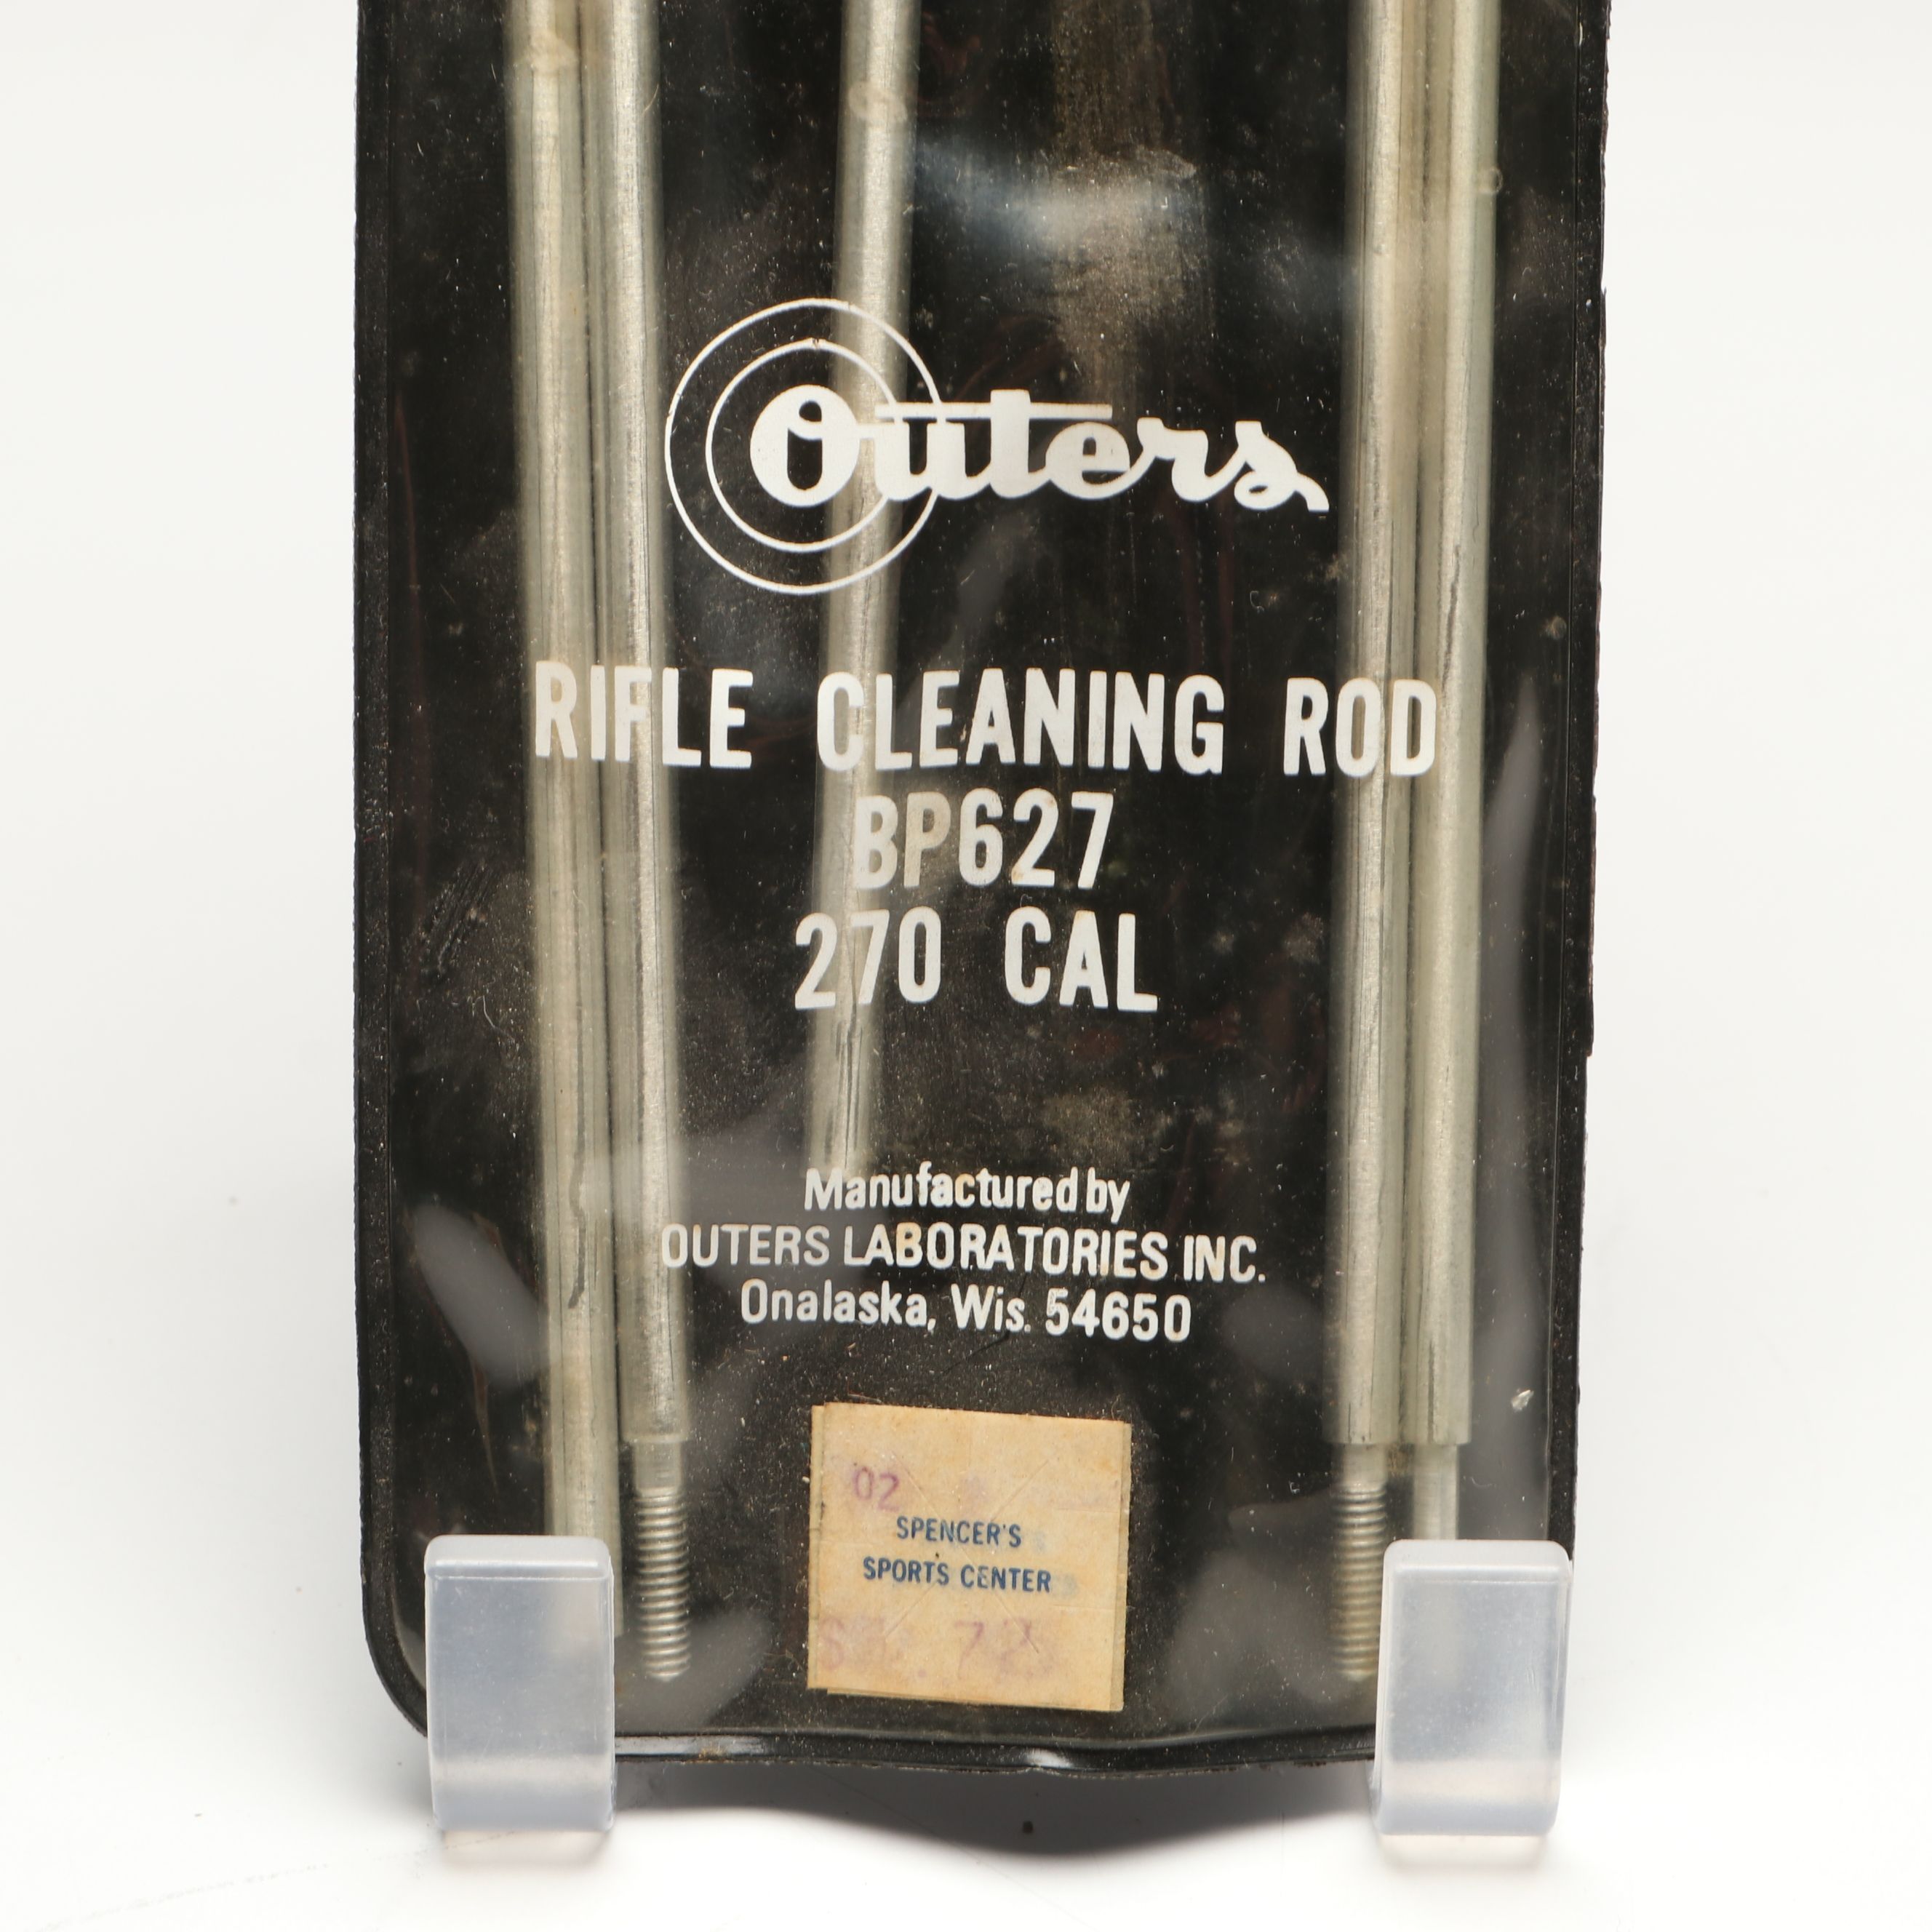 Outers
RIFLE CLEANING ROD
BP627
270 CAL
Manufactured by
OUTERS LABORATORIES INC.
Onalaska, Wis. 54650
02
SPENCER'S
SPORTS CENTER